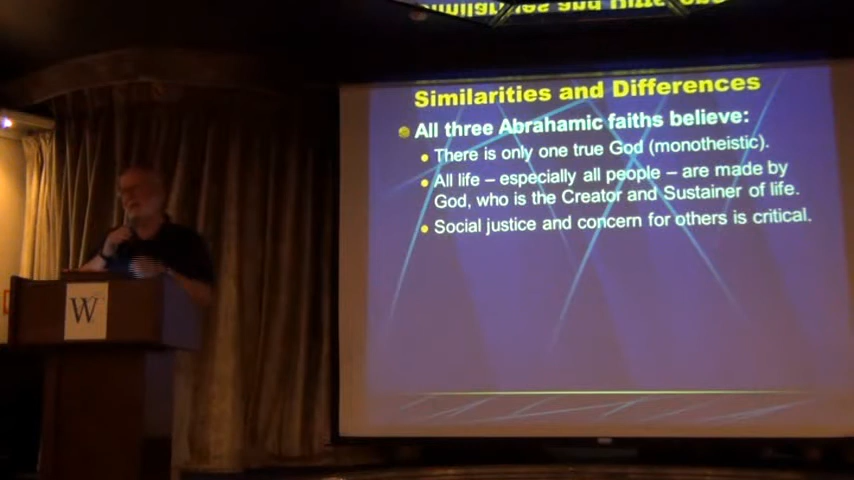 Similarities and Differences
All three Abrahamic faiths believe:
There is only one true God (monotheistic).
All life – especially all people – are made by
God, who is the Creator and Sustainer of life.
Social justice and concern for others is critical.
W